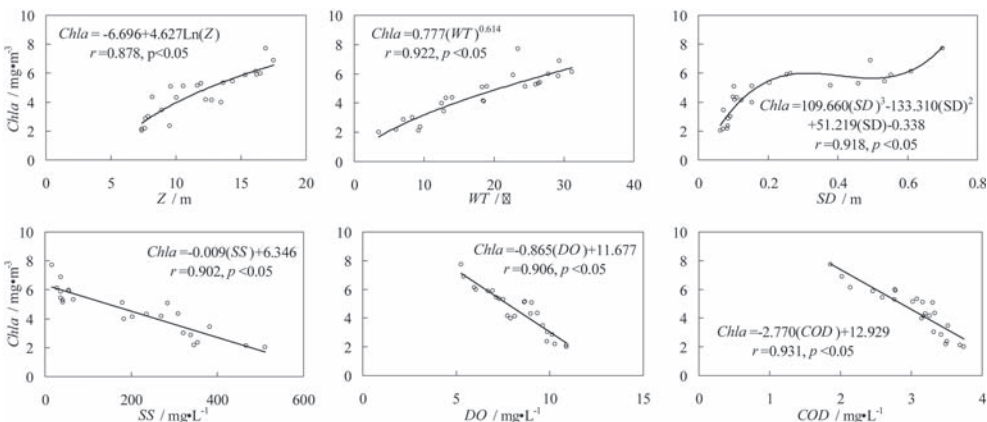 Chla = -6.696+4.627Ln(Z)
r=0.878, p<0.05
Chla / mg•m⁻³
10
8
6
4
2
0
0 5 10 15 20
Z / m
Chla=0.777(WT)^0.614
r=0.922, p<0.05
10
8
6
4
2
0
0 10 20 30 40
WT / □
10
8
6
4
2
0
Chla=109.660(SD)³-133.310(SD)²
+51.219(SD)-0.338
r=0.918, p<0.05
0 0.2 0.4 0.6 0.8
SD / m
Chla=-0.009(SS)+6.346
r=0.902, p<0.05
Chla / mg•m⁻³
10
8
6
4
2
0
0 200 400 600
SS / mg•L⁻¹
Chla=-0.865(DO)+11.677
r=0.906, p<0.05
10
8
6
4
2
0
0 5 10 15
DO / mg•L⁻¹
10
8
6
4
2
0
Chla=-2.770(COD)+12.929
r=0.931, p<0.05
0 1 2 3 4
COD / mg•L⁻¹